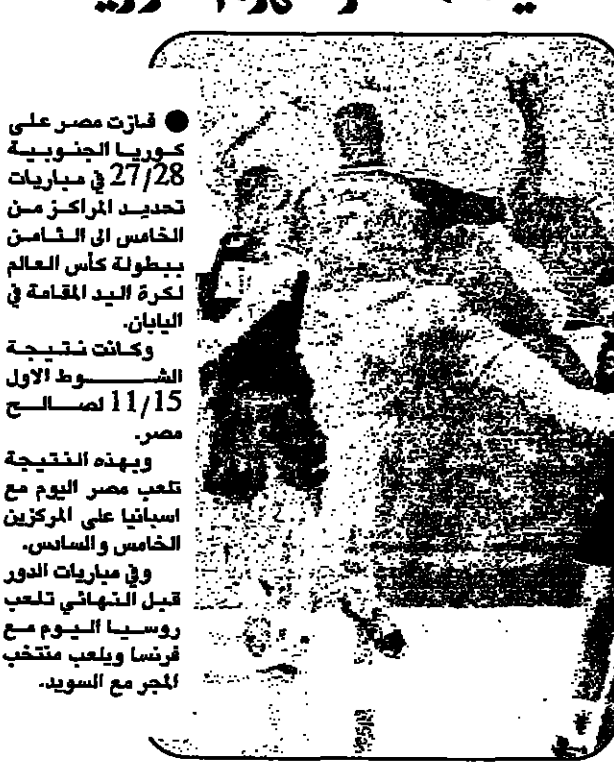 ● فازت مصر على
كوريا الجنوبية
27/28 في مباريات
تحديد المراكز من
الخامس الى الثامن
ببطولة كأس العالم
لكرة اليد المقامة في
اليابان.
وكانت نتيجة
الشوط الاول
11/15 لصالح
مصر.
وبهذه النتيجة
تلعب مصر اليوم مع
اسبانيا على المركزين
الخامس والسادس.
وفي مباريات الدور
قبل النهائي تلعب
روسيا اليوم مع
فرنسا ويلعب منتخب
المجر مع السويد.